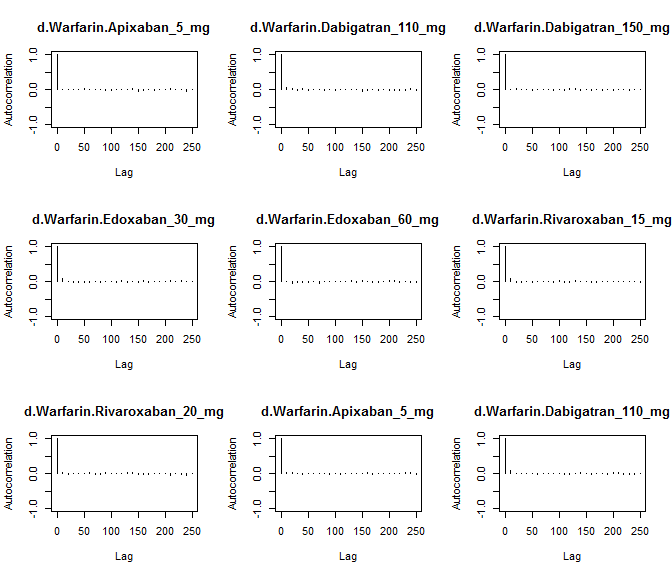 d.Warfarin.Apixaban_5_mg d.Warfarin.Dabigatran_110_mg d.Warfarin.Dabigatran_150_mg
Autocorrelation -1.0 0.0 1.0 Autocorrelation -1.0 0.0 1.0 Autocorrelation -1.0 0.0 1.0
0 50 100 150 200 250 0 50 100 150 200 250 0 50 100 150 200 250
Lag Lag Lag
d.Warfarin.Edoxaban_30_mg d.Warfarin.Edoxaban_60_mg d.Warfarin.Rivaroxaban_15_mg
Autocorrelation -1.0 0.0 1.0 Autocorrelation -1.0 0.0 1.0 Autocorrelation -1.0 0.0 1.0
0 50 100 150 200 250 0 50 100 150 200 250 0 50 100 150 200 250
Lag Lag Lag
d.Warfarin.Rivaroxaban_20_mg d.Warfarin.Apixaban_5_mg d.Warfarin.Dabigatran_110_mg
Autocorrelation -1.0 0.0 1.0 Autocorrelation -1.0 0.0 1.0 Autocorrelation -1.0 0.0 1.0
0 50 100 150 200 250 0 50 100 150 200 250 0 50 100 150 200 250
Lag Lag Lag